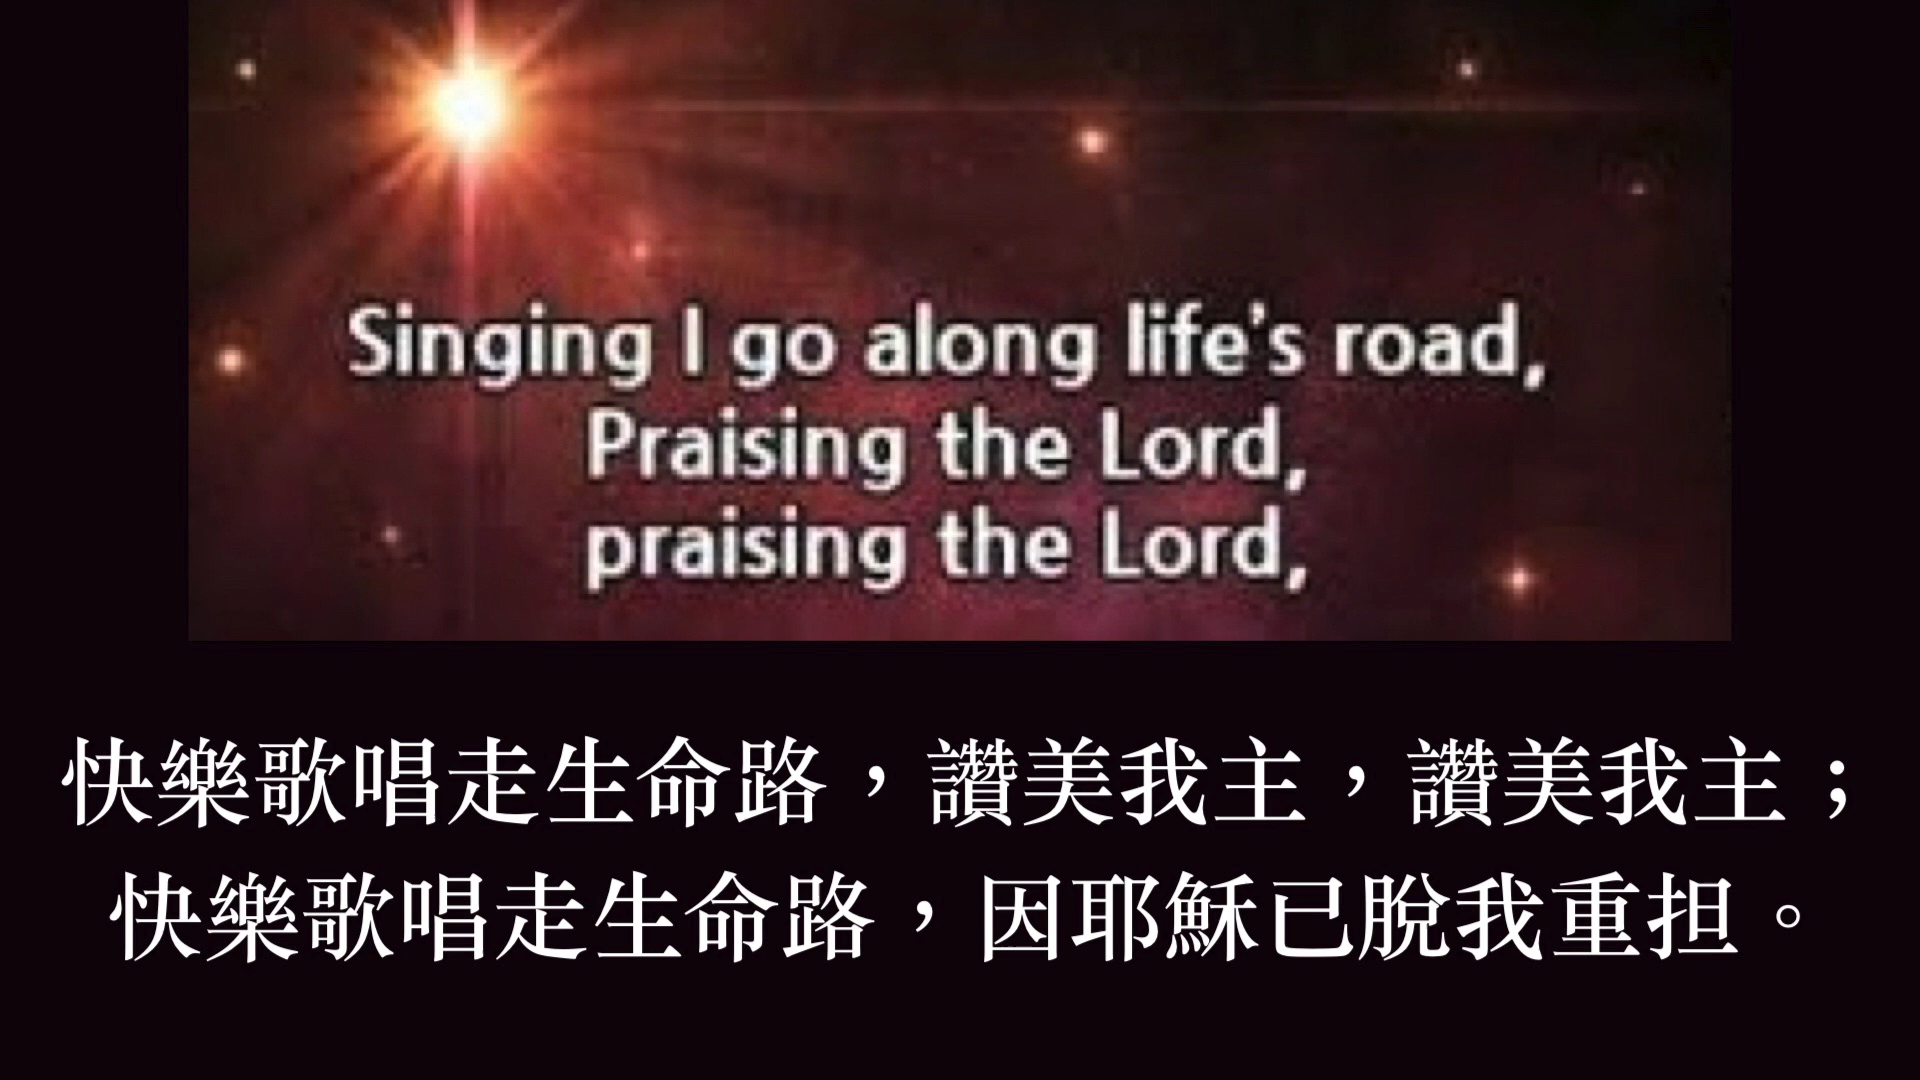 Singing I go along life's road,
Praising the Lord,
praising the Lord,
快樂歌唱走生命路，讚美我主，讚美我主；
快樂歌唱走生命路，因耶穌已脫我重担。